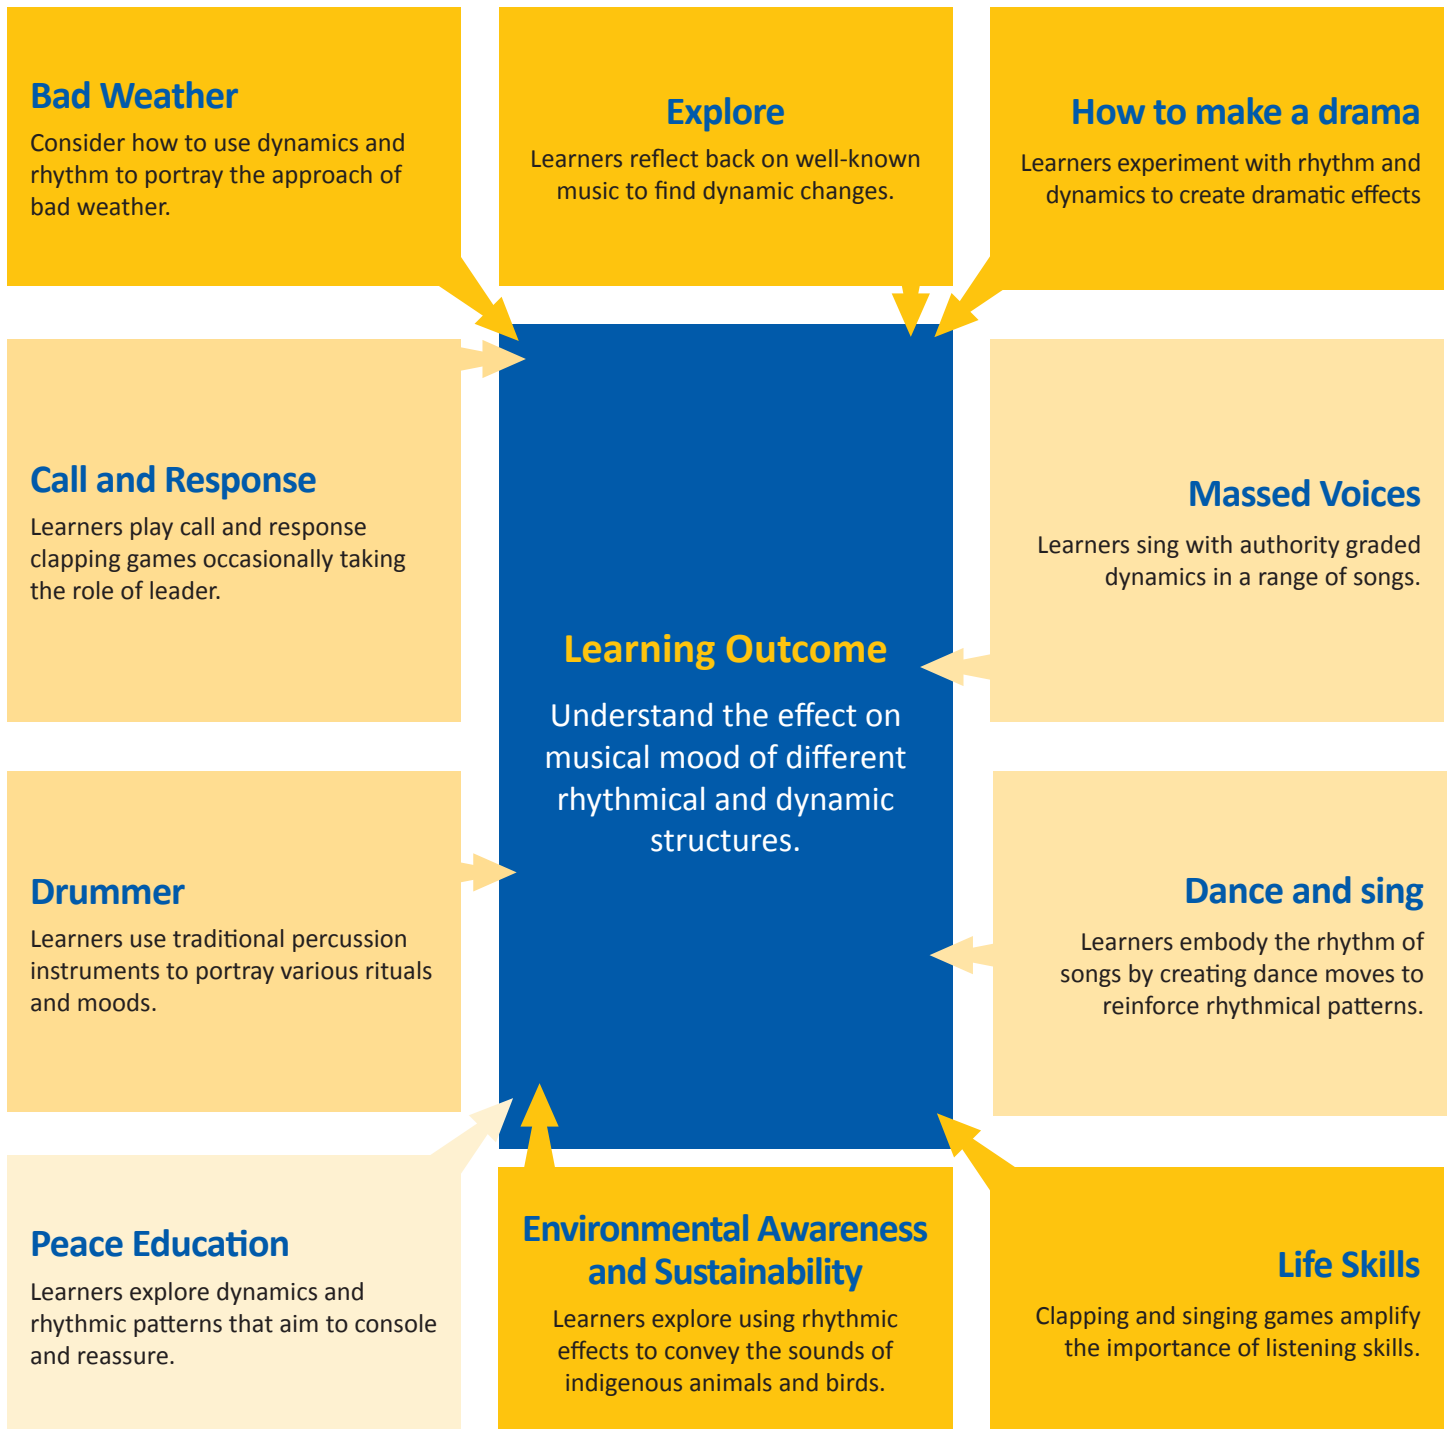 Bad Weather
Consider how to use dynamics and
rhythm to portray the approach of
bad weather.
Explore
Learners reflect back on well-known
music to find dynamic changes.
How to make a drama
Learners experiment with rhythm and
dynamics to create dramatic effects
Call and Response
Learners play call and response
clapping games occasionally taking
the role of leader.
Learning Outcome
Understand the effect on
musical mood of different
rhythmical and dynamic
structures.
Massed Voices
Learners sing with authority graded
dynamics in a range of songs.
Drummer
Learners use traditional percussion
instruments to portray various rituals
and moods.
Dance and sing
Learners embody the rhythm of
songs by creating dance moves to
reinforce rhythmical patterns.
Peace Education
Learners explore dynamics and
rhythmic patterns that aim to console
and reassure.
Environmental Awareness
and Sustainability
Learners explore using rhythmic
effects to convey the sounds of
indigenous animals and birds.
Life Skills
Clapping and singing games amplify
the importance of listening skills.